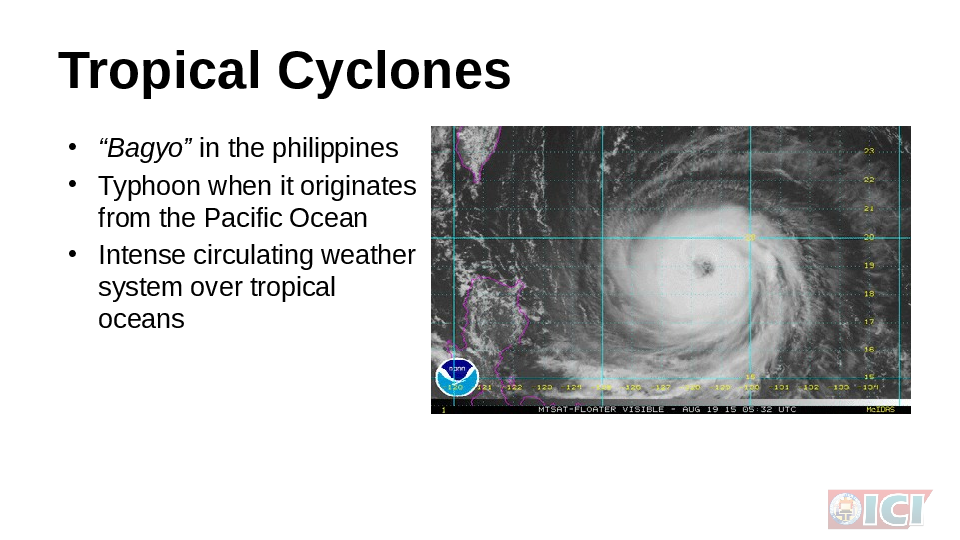 Tropical Cyclones
• “Bagyo” in the philippines
• Typhoon when it originates
from the Pacific Ocean
• Intense circulating weather
system over tropical
oceans
23
22
21
20
19
18
17
16
15 15
noaa
120 121 122 123 124 125 126 127 128 129 130 131 132 133 134
1 MTSAT-FLOATER VISIBLE - AUG 19 15 05:32 UTC McIDAS
ICI